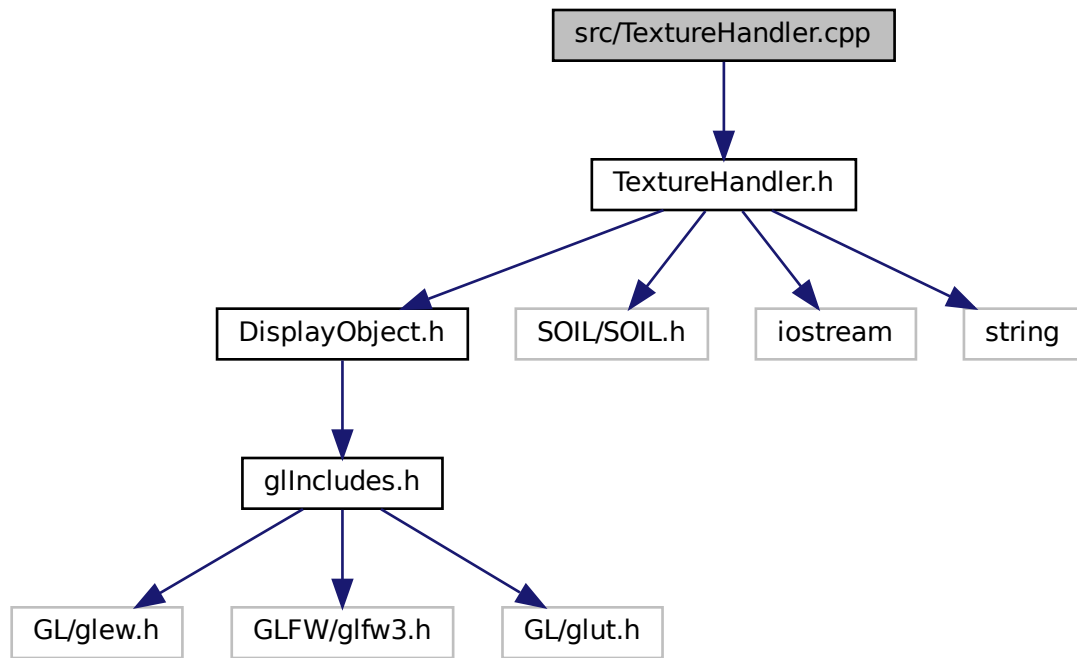 src/TextureHandler.cpp
TextureHandler.h
DisplayObject.h
SOIL/SOIL.h
iostream
string
glIncludes.h
GL/glew.h
GLFW/glfw3.h
GL/glut.h